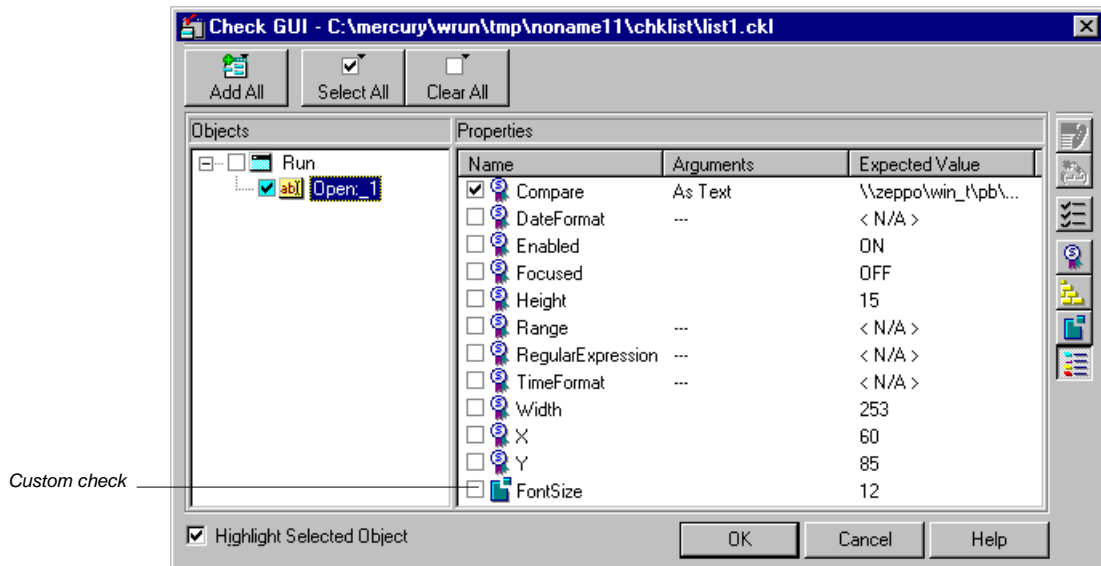 Check GUI - C:\mercury\wrun\tmp\noname11\chklist\list1.ckl
Add All Select All Clear All
Objects Properties
Run
Open:_1
Name Arguments Expected Value
Compare As Text \\zeppo\win_t\pb\...
DateFormat --- < N/A >
Enabled ON
Focused OFF
Height 15
Range --- < N/A >
RegularExpression --- < N/A >
TimeFormat --- < N/A >
Width 253
X 60
Y 85
Custom check
FontSize 12
Highlight Selected Object OK Cancel Help